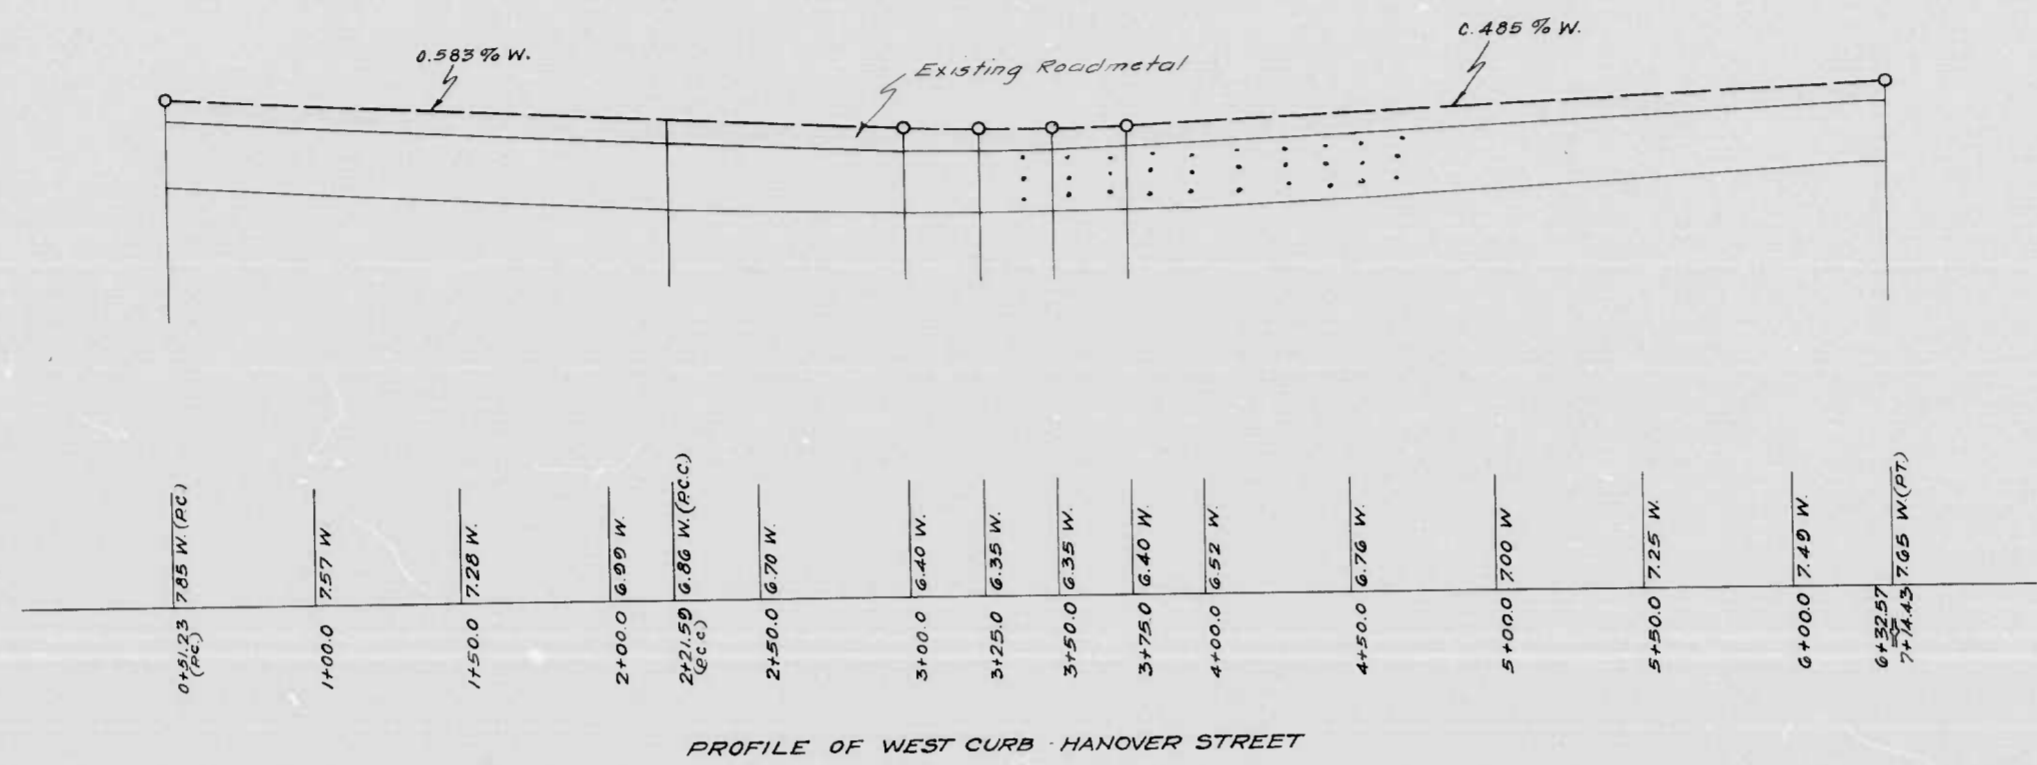 0.583 % W.
Existing Roadmetal
0.485 % W.
7.85 W. (P.C.)
7.57 W
7.28 W.
6.99 W.
6.86 W. (P.C.C.)
6.70 W.
6.40 W.
6.35 W.
6.35 W.
6.40 W.
6.52 W.
6.76 W.
7.00 W
7.25 W.
7.49 W.
7.65 W. (P.T.)
0+51.23
(P.C.)
1+00.0
1+50.0
2+00.0
2+21.59
(P.C.C)
2+50.0
3+00.0
3+25.0
3+50.0
3+75.0
4+00.0
4+50.0
5+00.0
5+50.0
6+00.0
6+32.57
=
7+14.43
PROFILE OF WEST CURB - HANOVER STREET